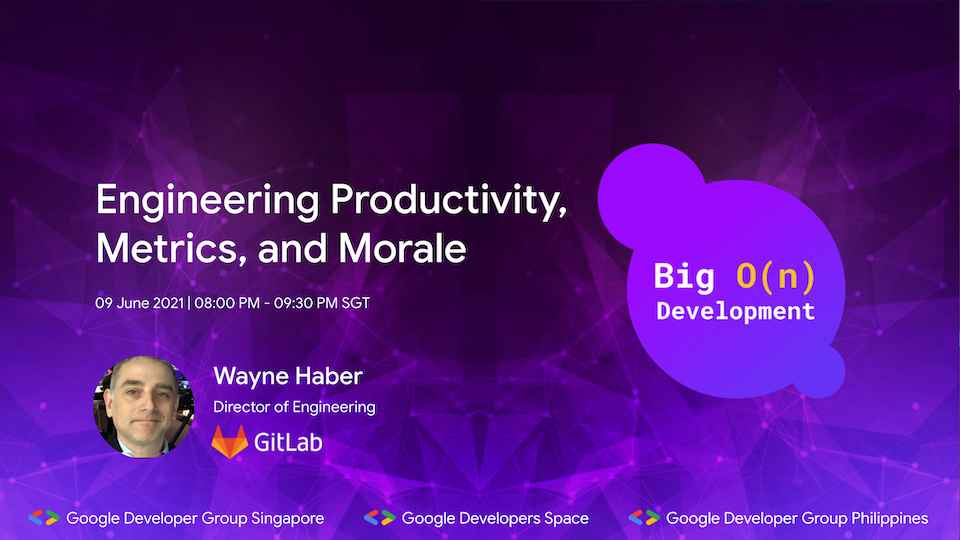 Engineering Productivity,
Metrics, and Morale
09 June 2021 | 08:00 PM - 09:30 PM SGT
Big O(n)
Development
Wayne Haber
Director of Engineering
GitLab
Google Developer Group Singapore
Google Developers Space
Google Developer Group Philippines